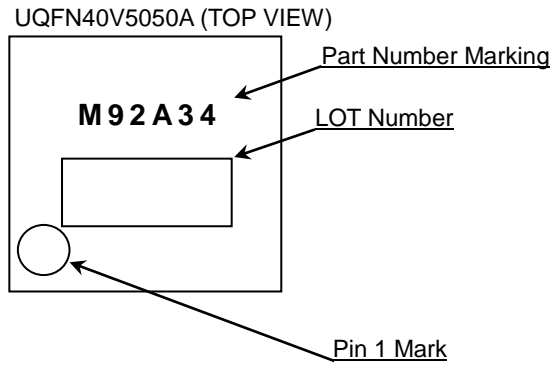 UQFN40V5050A (TOP VIEW)
Part Number Marking
M92A34
LOT Number
Pin 1 Mark